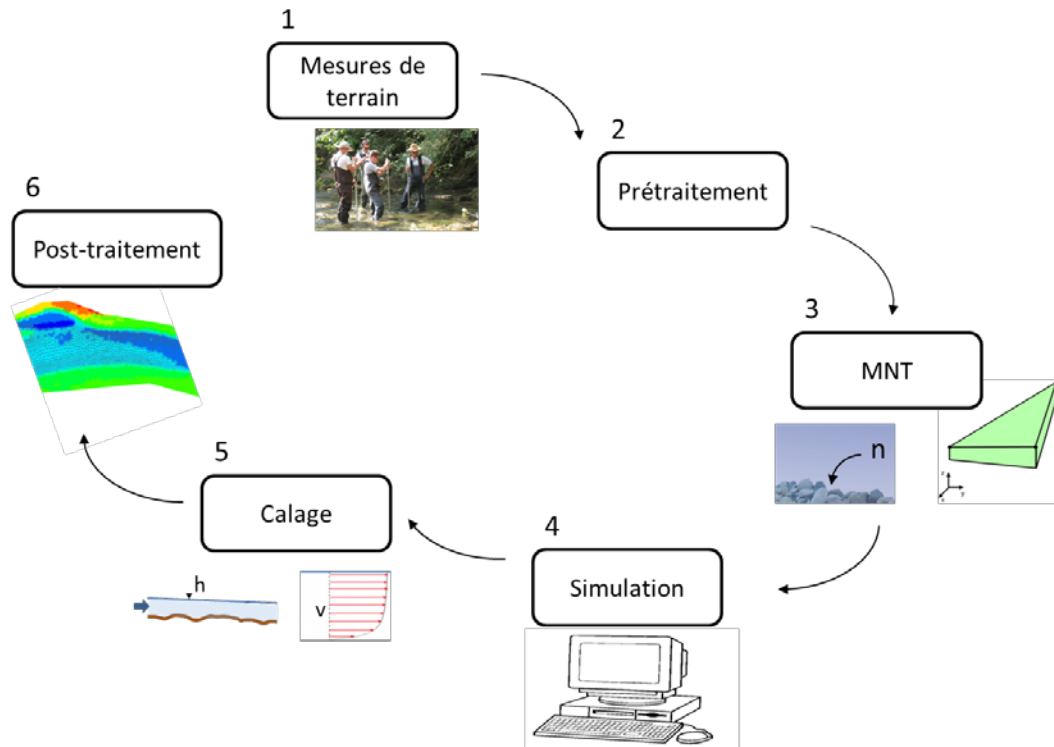 1
Mesures de
terrain
2
Prétraitement
3
MNT
n
z
y
x
4
Simulation
5
Calage
h
v
6
Post-traitement